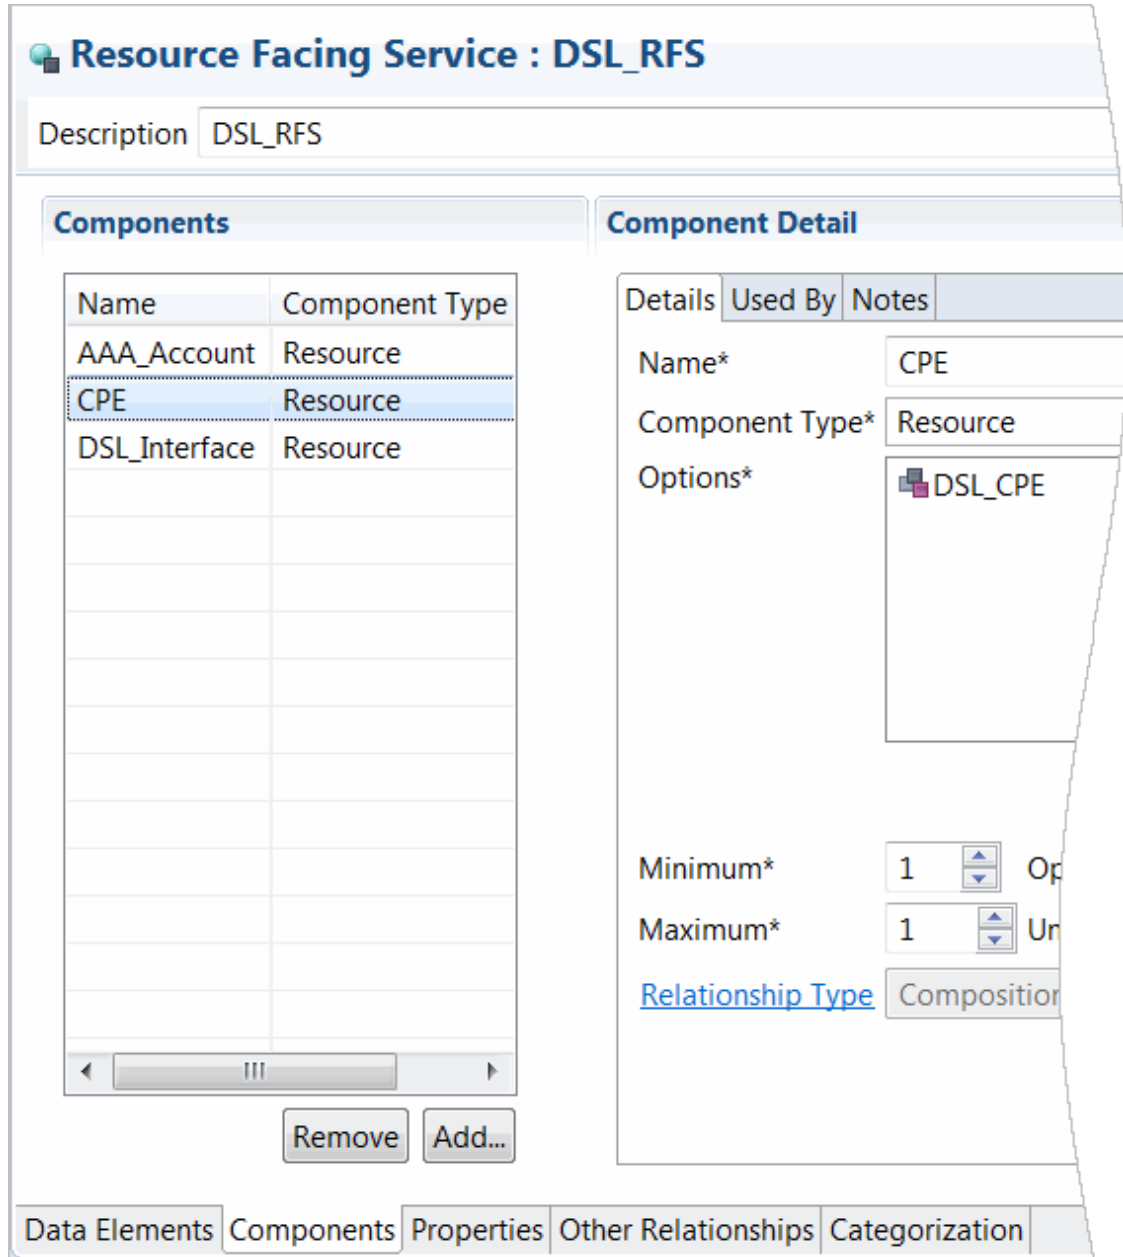 Resource Facing Service : DSL_RFS
Description DSL_RFS
Components
Name Component Type
AAA_Account Resource
CPE Resource
DSL_Interface Resource
Remove Add...
Component Detail
Details Used By Notes
Name* CPE
Component Type* Resource
Options* DSL_CPE
Minimum* 1
Maximum* 1
Relationship Type Composition
Data Elements Components Properties Other Relationships Categorization